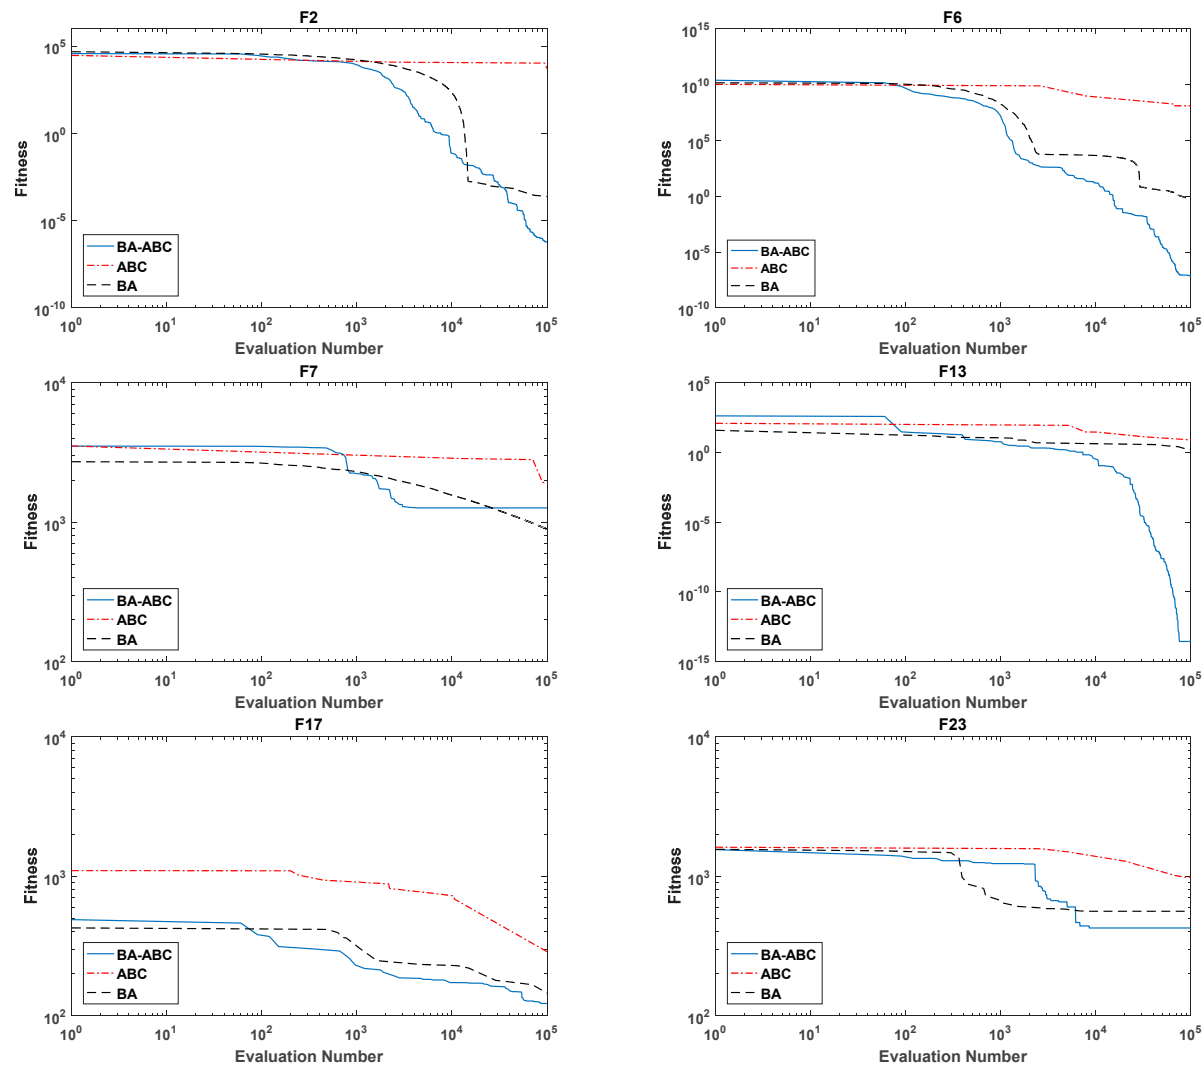 F2
10^5
10^0
10^-5
10^-10
Fitness
BA-ABC
ABC
BA
10^0 10^1 10^2 10^3 10^4 10^5
Evaluation Number
F6
10^15
10^10
10^5
10^0
10^-5
10^-10
Fitness
BA-ABC
ABC
BA
10^0 10^1 10^2 10^3 10^4 10^5
Evaluation Number
F7
10^4
10^3
10^2
Fitness
BA-ABC
ABC
BA
10^0 10^1 10^2 10^3 10^4 10^5
Evaluation Number
F13
10^5
10^0
10^-5
10^-10
10^-15
Fitness
BA-ABC
ABC
BA
10^0 10^1 10^2 10^3 10^4 10^5
Evaluation Number
F17
10^4
10^3
10^2
Fitness
BA-ABC
ABC
BA
10^0 10^1 10^2 10^3 10^4 10^5
Evaluation Number
F23
10^4
10^3
10^2
Fitness
BA-ABC
ABC
BA
10^0 10^1 10^2 10^3 10^4 10^5
Evaluation Number